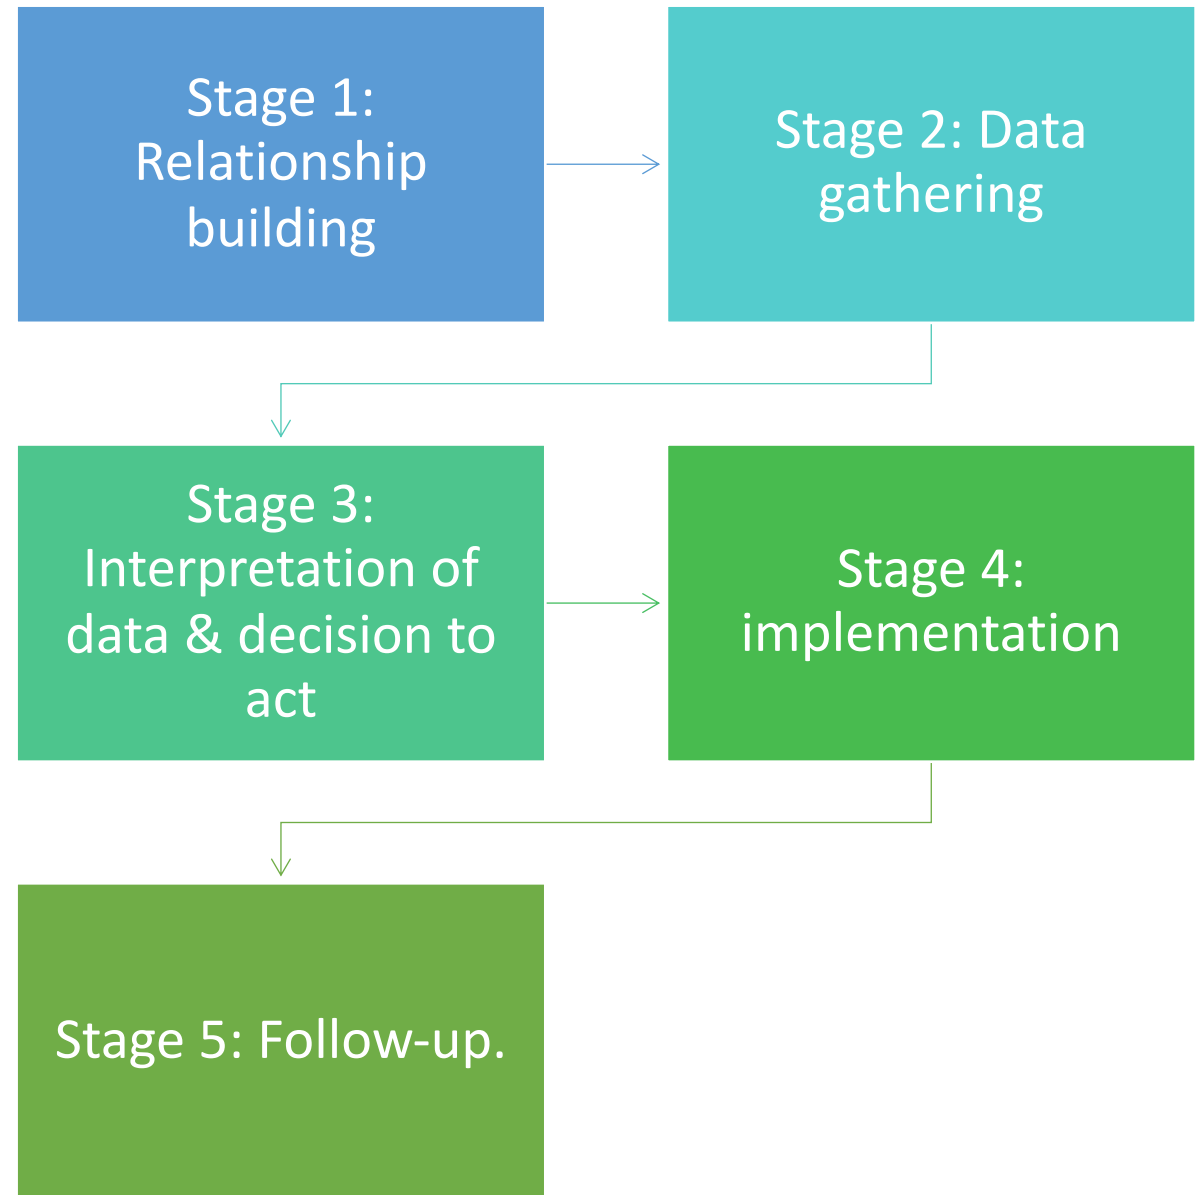 Stage 1:
Relationship
building
Stage 2: Data
gathering
Stage 3:
Interpretation of
data & decision to
act
Stage 4:
implementation
Stage 5: Follow-up.